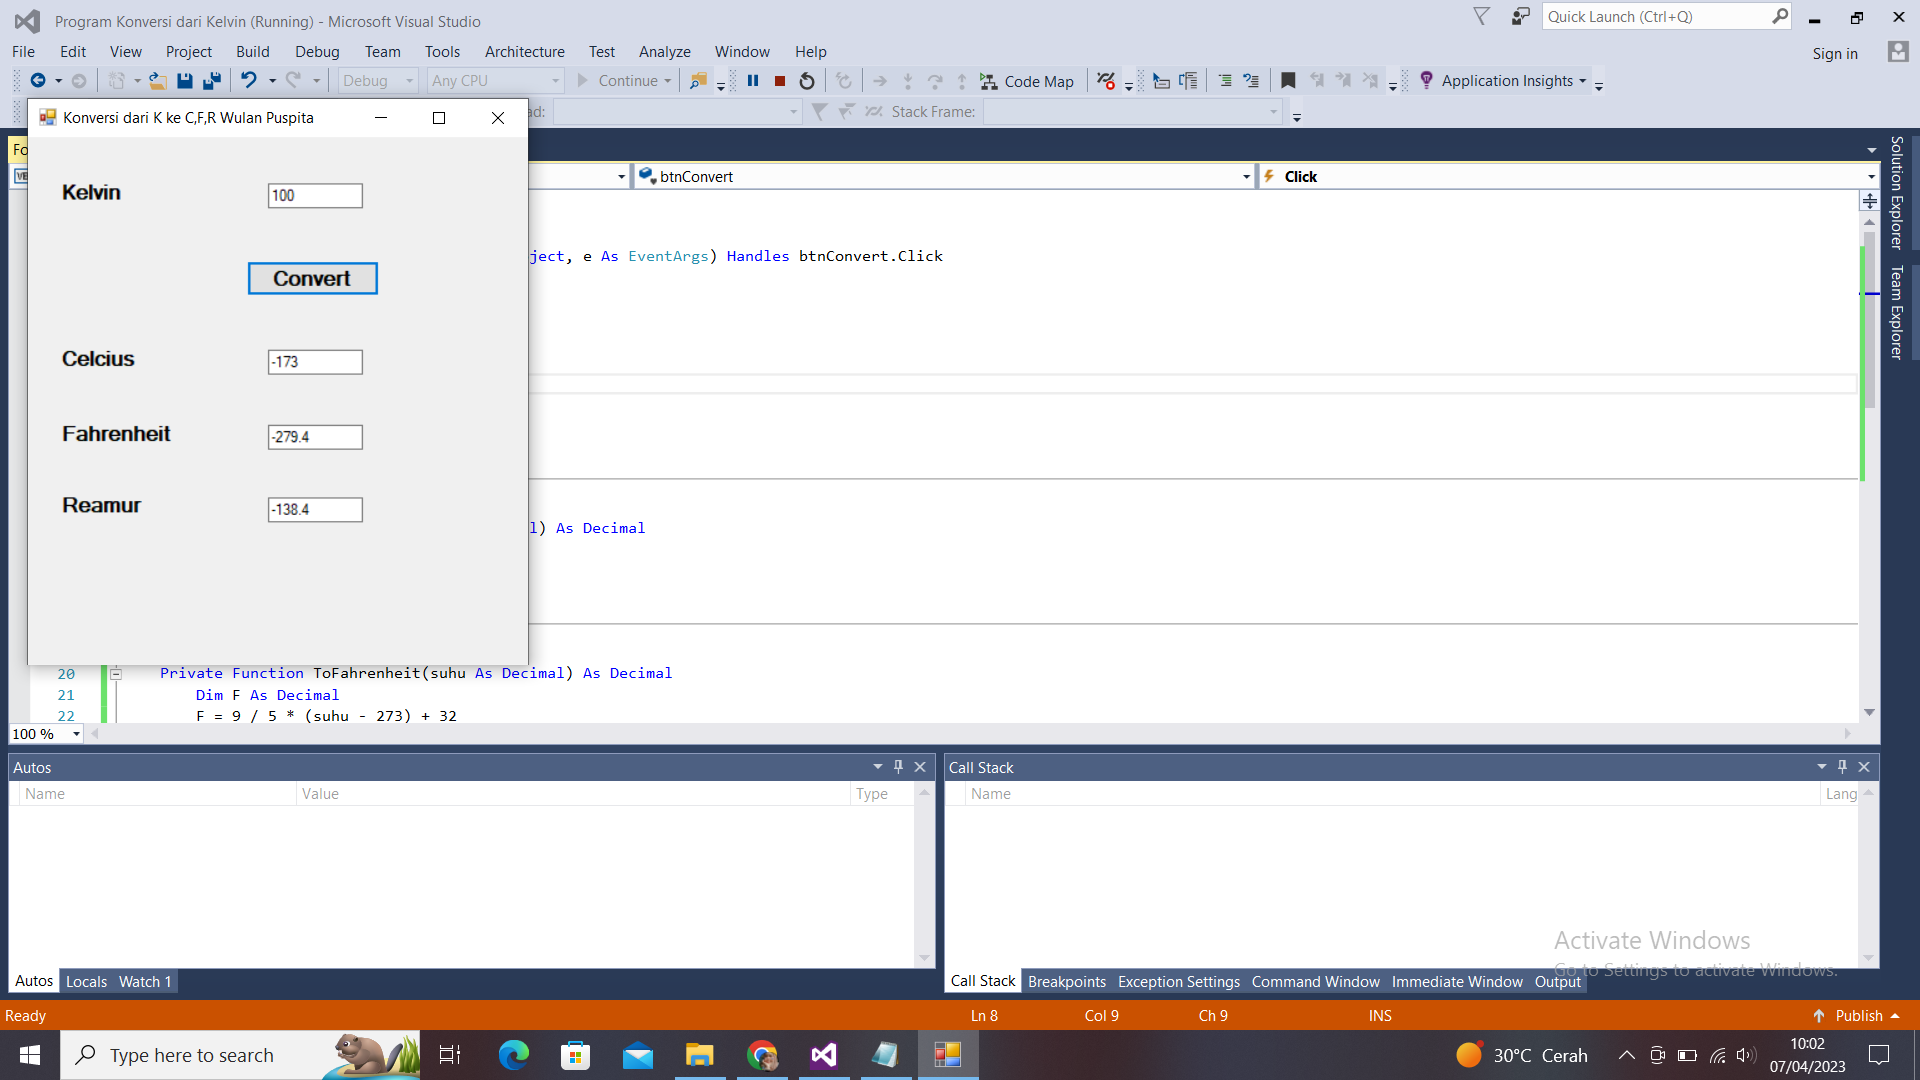 Program Konversi dari Kelvin (Running) - Microsoft Visual Studio
Quick Launch (Ctrl+Q)
File Edit View Project Build Debug Team Tools Architecture Test Analyze Window Help
Sign in
Debug Any CPU Continue Code Map Application Insights
ad: Stack Frame:
Konversi dari K ke C,F,R Wulan Puspita
Kelvin 100
Convert
Celcius -173
Fahrenheit -279.4
Reamur -138.4
Fo
btnConvert Click
ject, e As EventArgs) Handles btnConvert.Click
l) As Decimal
20 Private Function ToFahrenheit(suhu As Decimal) As Decimal
21 Dim F As Decimal
22 F = 9 / 5 * (suhu - 273) + 32
100 %
Solution Explorer
Team Explorer
Autos
Name Value Type
Autos Locals Watch 1
Call Stack
Name Lang
Activate Windows
Go to Settings to activate Windows.
Call Stack Breakpoints Exception Settings Command Window Immediate Window Output
Ready Ln 8 Col 9 Ch 9 INS Publish
Type here to search
30°C Cerah
10:02
07/04/2023